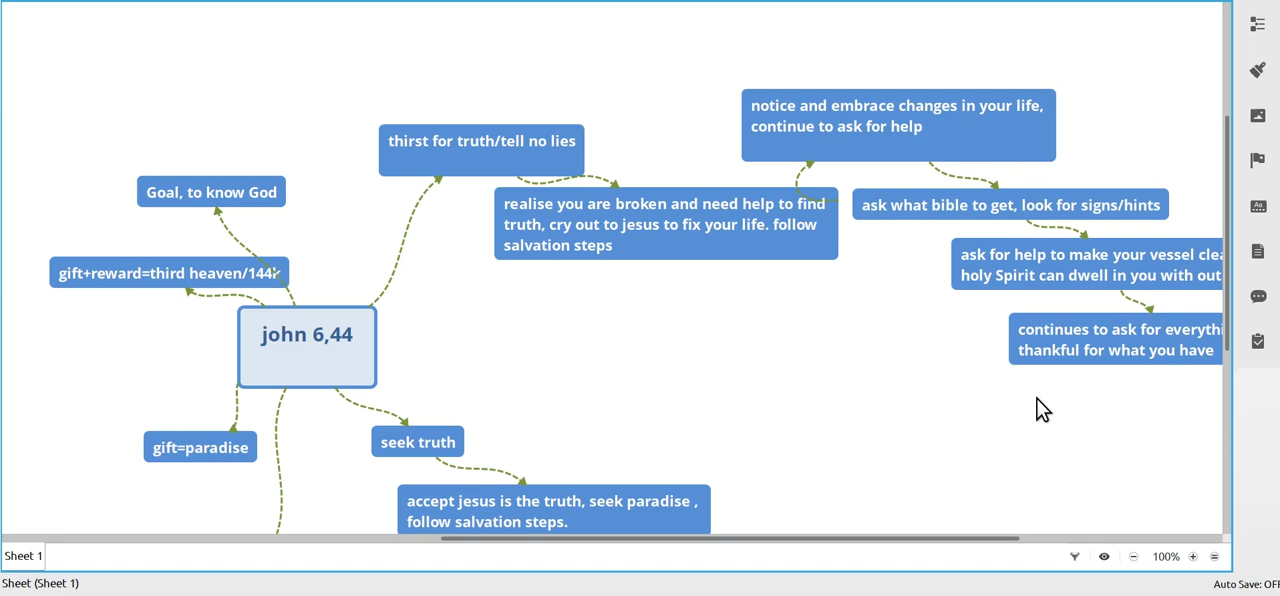 notice and embrace changes in your life,
continue to ask for help
thirst for truth/tell no lies
Goal, to know God
realise you are broken and need help to find
truth, cry out to jesus to fix your life. follow
salvation steps
ask what bible to get, look for signs/hints
ask for help to make your vessel clea
holy Spirit can dwell in you with out
gift+reward=third heaven/144k
john 6,44
continues to ask for everythi
thankful for what you have
gift=paradise
seek truth
accept jesus is the truth, seek paradise ,
follow salvation steps.
Sheet 1
100%
Sheet (Sheet 1)
Auto Save: OFF